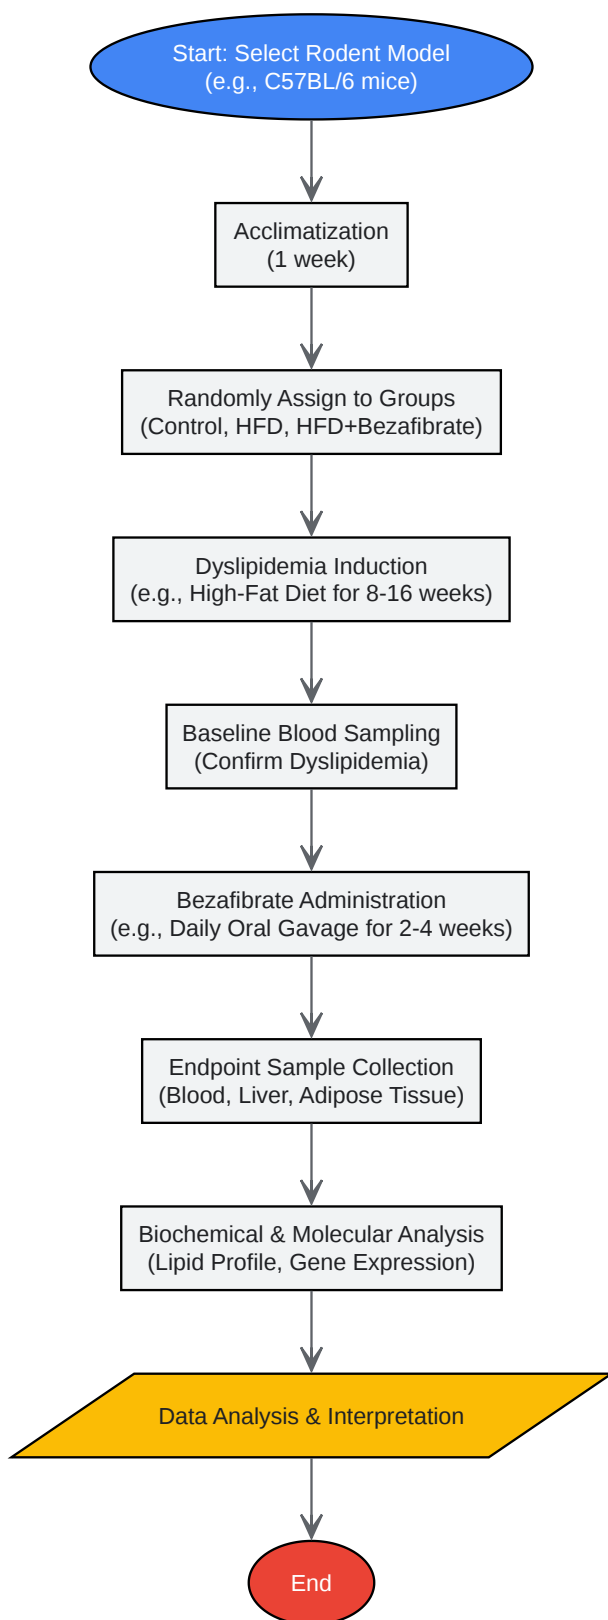 Start: Select Rodent Model
(e.g., C57BL/6 mice)
Acclimatization
(1 week)
Randomly Assign to Groups
(Control, HFD, HFD+Bezafibrate)
Dyslipidemia Induction
(e.g., High-Fat Diet for 8-16 weeks)
Baseline Blood Sampling
(Confirm Dyslipidemia)
Bezafibrate Administration
(e.g., Daily Oral Gavage for 2-4 weeks)
Endpoint Sample Collection
(Blood, Liver, Adipose Tissue)
Biochemical & Molecular Analysis
(Lipid Profile, Gene Expression)
Data Analysis & Interpretation
End